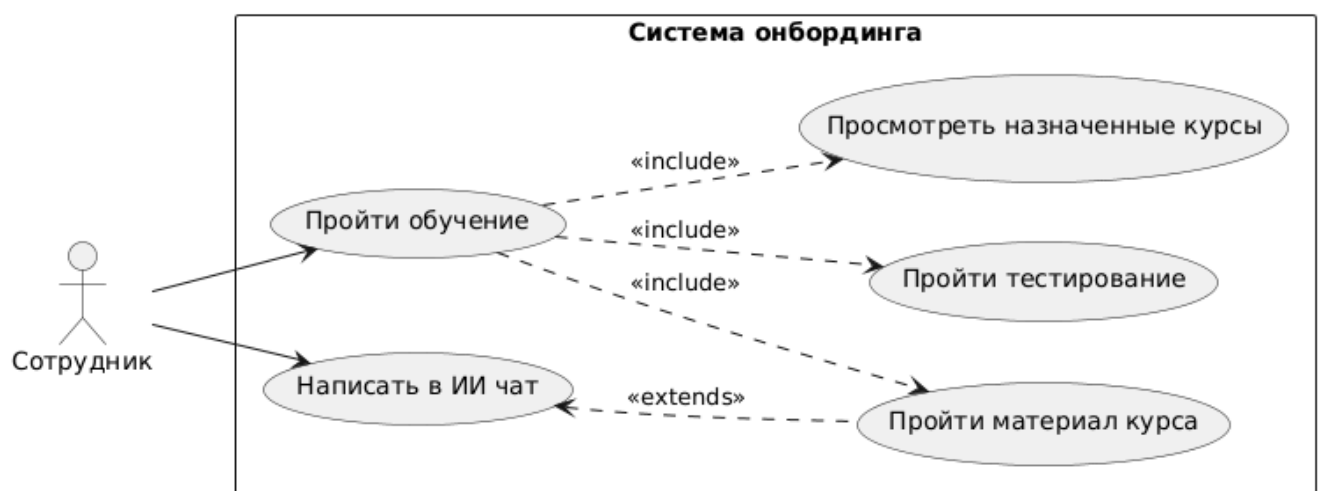 Система онбординга
Просмотреть назначенные курсы
«include»
Пройти обучение
«include»
Пройти тестирование
«include»
Сотрудник
Написать в ИИ чат
«extends»
Пройти материал курса